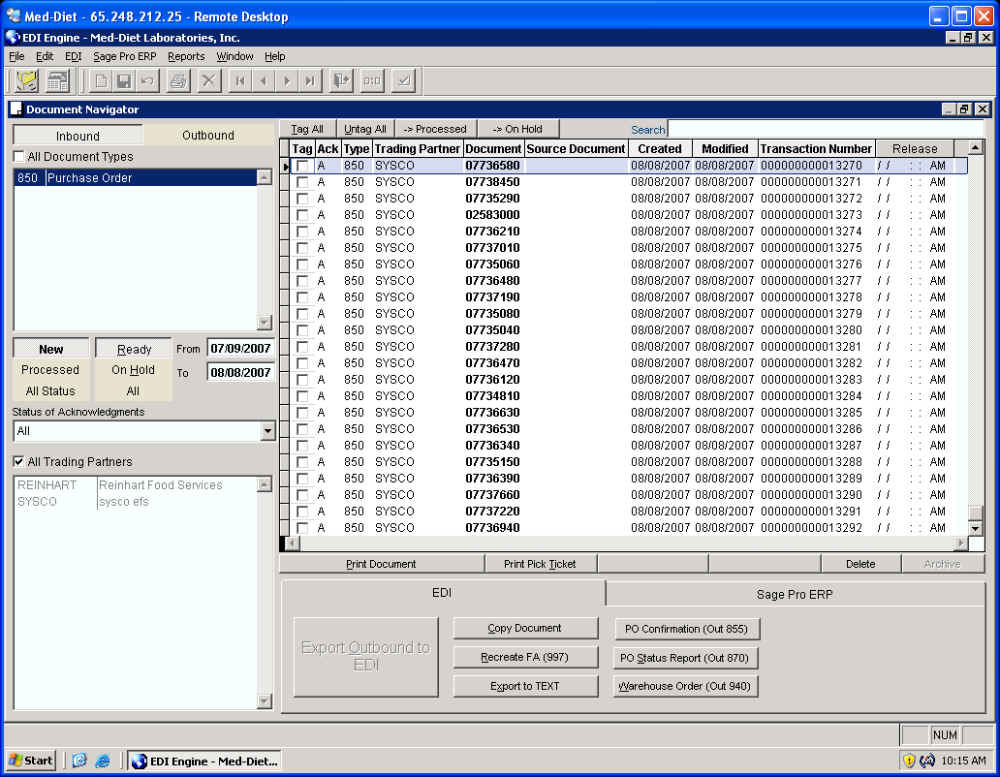 Med-Diet - 65.248.212.25 - Remote Desktop
EDI Engine - Med-Diet Laboratories, Inc.
File Edit EDI Sage Pro ERP Reports Window Help
Document Navigator
Inbound Outbound
All Document Types
850 Purchase Order
New Ready From 07/09/2007
Processed On Hold To 08/08/2007
All Status All
Status of Acknowledgments
All
All Trading Partners
REINHART Reinhart Food Services
SYSCO sysco efs
Tag All Untag All -> Processed -> On Hold Search
Tag Ack Type Trading Partner Document Source Document Created Modified Transaction Number Release
A 850 SYSCO 07736580 08/08/2007 08/08/2007 000000000013270 / / : : AM
A 850 SYSCO 07738450 08/08/2007 08/08/2007 000000000013271 / / : : AM
A 850 SYSCO 07735290 08/08/2007 08/08/2007 000000000013272 / / : : AM
A 850 SYSCO 02583000 08/08/2007 08/08/2007 000000000013273 / / : : AM
A 850 SYSCO 07736210 08/08/2007 08/08/2007 000000000013274 / / : : AM
A 850 SYSCO 07737010 08/08/2007 08/08/2007 000000000013275 / / : : AM
A 850 SYSCO 07735060 08/08/2007 08/08/2007 000000000013276 / / : : AM
A 850 SYSCO 07736480 08/08/2007 08/08/2007 000000000013277 / / : : AM
A 850 SYSCO 07737190 08/08/2007 08/08/2007 000000000013278 / / : : AM
A 850 SYSCO 07735080 08/08/2007 08/08/2007 000000000013279 / / : : AM
A 850 SYSCO 07735040 08/08/2007 08/08/2007 000000000013280 / / : : AM
A 850 SYSCO 07737280 08/08/2007 08/08/2007 000000000013281 / / : : AM
A 850 SYSCO 07736470 08/08/2007 08/08/2007 000000000013282 / / : : AM
A 850 SYSCO 07736120 08/08/2007 08/08/2007 000000000013283 / / : : AM
A 850 SYSCO 07734810 08/08/2007 08/08/2007 000000000013284 / / : : AM
A 850 SYSCO 07736630 08/08/2007 08/08/2007 000000000013285 / / : : AM
A 850 SYSCO 07736530 08/08/2007 08/08/2007 000000000013286 / / : : AM
A 850 SYSCO 07736340 08/08/2007 08/08/2007 000000000013287 / / : : AM
A 850 SYSCO 07735150 08/08/2007 08/08/2007 000000000013288 / / : : AM
A 850 SYSCO 07736390 08/08/2007 08/08/2007 000000000013289 / / : : AM
A 850 SYSCO 07737660 08/08/2007 08/08/2007 000000000013290 / / : : AM
A 850 SYSCO 07737220 08/08/2007 08/08/2007 000000000013291 / / : : AM
A 850 SYSCO 07736940 08/08/2007 08/08/2007 000000000013292 / / : : AM
Print Document Print Pick Ticket Delete Archive
EDI Sage Pro ERP
Export Outbound to
EDI
Copy Document PO Confirmation (Out 855)
Recreate FA (997) PO Status Report (Out 870)
Export to TEXT Warehouse Order (Out 940)
NUM
Start EDI Engine - Med-Diet... 10:15 AM